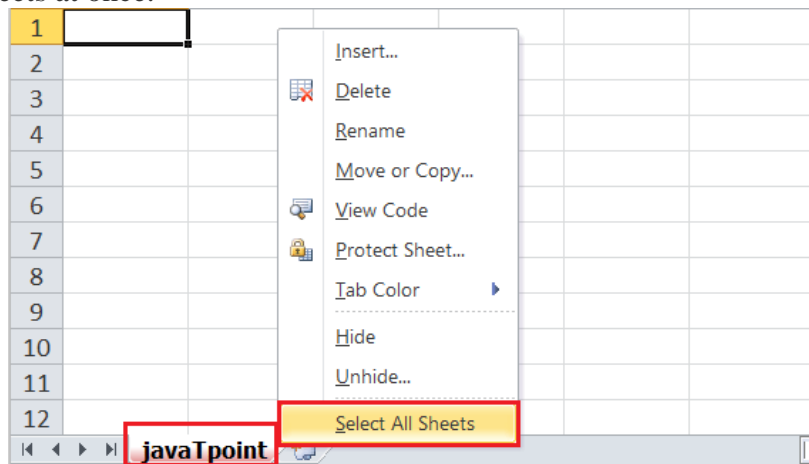 1
2
3
4
5
6
7
8
9
10
11
12
Insert...
Delete
Rename
Move or Copy...
View Code
Protect Sheet...
Tab Color
Hide
Unhide...
Select All Sheets
javaTpoint